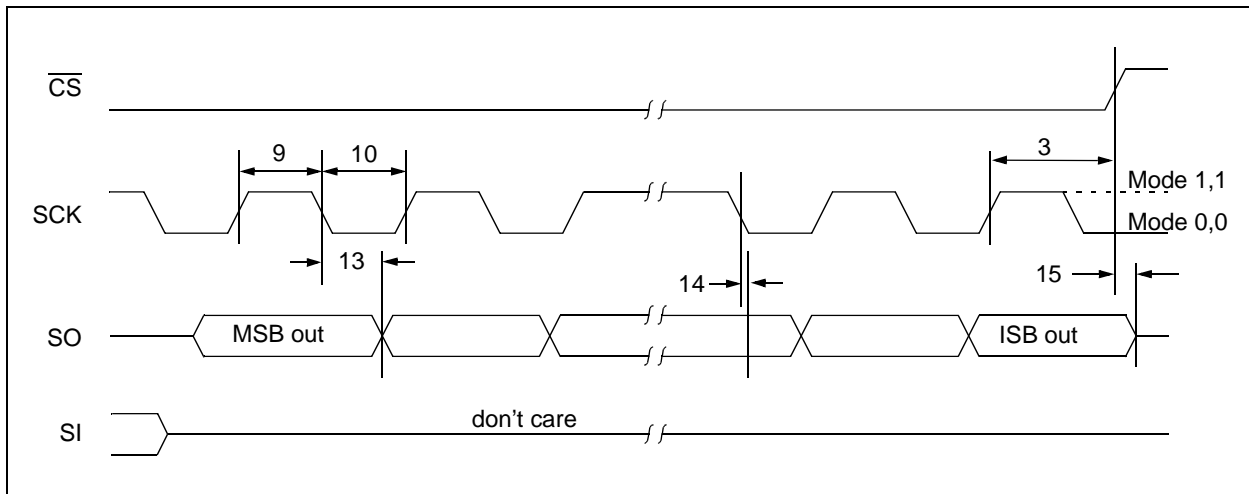 CS
9
10
3
Mode 1,1
SCK
Mode 0,0
13
14
15
SO
MSB out
ISB out
don't care
SI